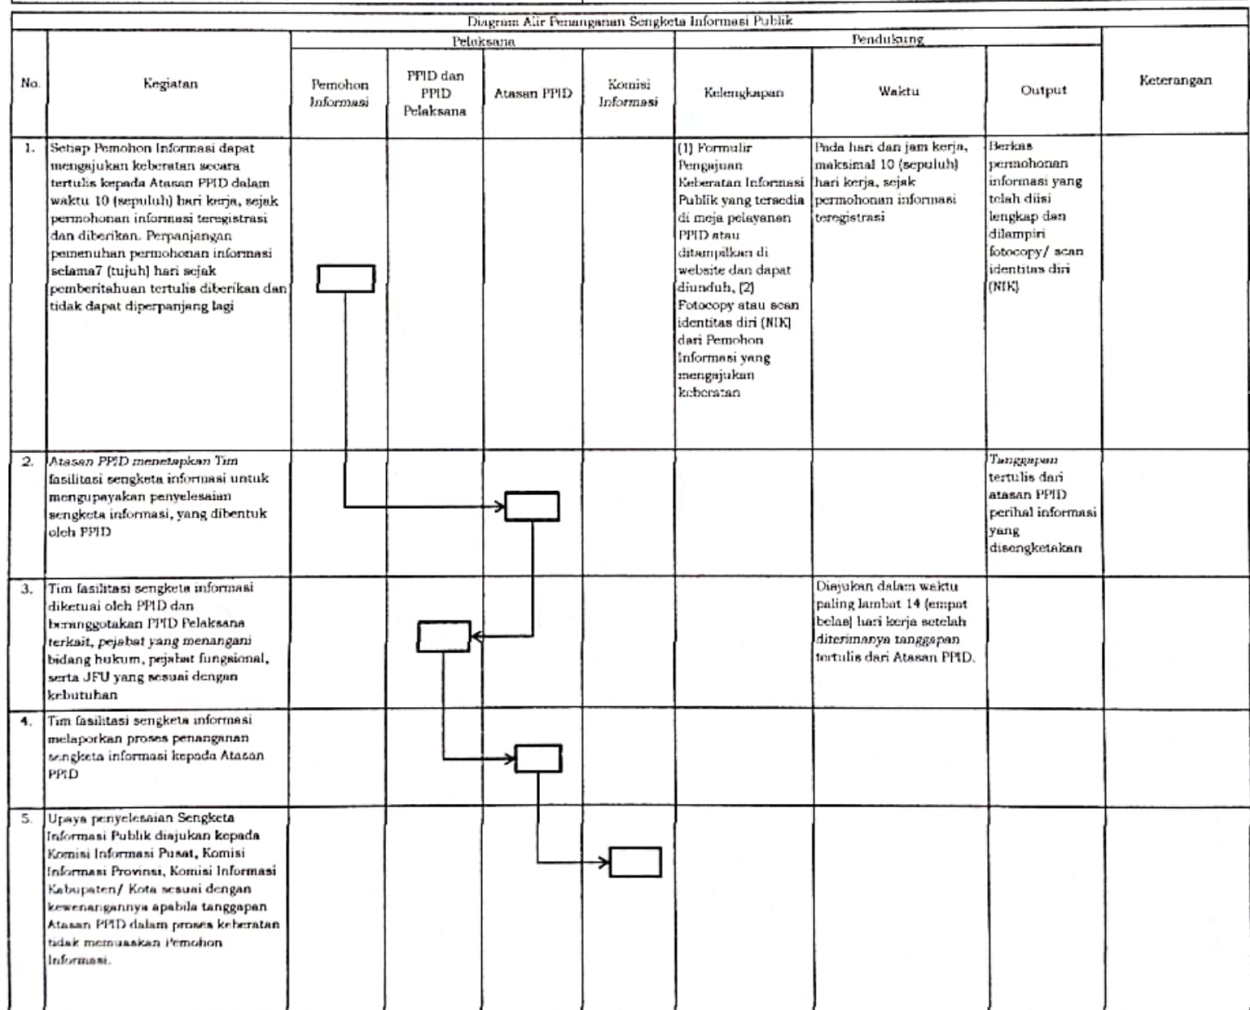 Diagram Alir Penanganan Sengketa Informasi Publik
Pelaksana
Pendukung
No.
Kegiatan
Pemohon
Informasi
PPID dan
PPID
Pelaksana
Atasan PPID
Komisi
Informasi
Kelengkapan
Waktu
Output
Keterangan
1.
Setiap Pemohon Informasi dapat
mengajukan keberatan secara
tertulis kepada Atasan PPID dalam
waktu 10 (sepuluh) hari kerja, sejak
permohonan informasi teregistrasi
dan diberikan. Perpanjangan
pemenuhan permohonan informasi
selama7 (tujuh) hari sejak
pemberitahuan tertulis diberikan dan
tidak dapat diperpanjang lagi
(1) Formulir
Pengajuan
Keberatan Informasi
Publik yang tersedia
di meja pelayanan
PPID atau
ditampilkan di
website dan dapat
diunduh, (2)
Fotocopy atau scan
identitas diri (NIK)
dari Pemohon
Informasi yang
mengajukan
keberatan
Pada hari dan jam kerja,
maksimal 10 (sepuluh)
hari kerja, sejak
permohonan informasi
teregistrasi
Berkas
permohonan
informasi yang
telah diisi
lengkap dan
dilampiri
fotocopy/ scan
identitas diri
(NIK)
2.
Atasan PPID menetapkan Tim
fasilitasi sengketa informasi untuk
mengupayakan penyelesaian
sengketa informasi, yang dibentuk
oleh PPID
Tanggapan
tertulis dari
atasan PPID
perihal informasi
yang
disengketakan
3.
Tim fasilitasi sengketa informasi
diketuai oleh PPID dan
beranggotakan PPID Pelaksana
terkait, pejabat yang menangani
bidang hukum, pejabat fungsional,
serta JFU yang sesuai dengan
kebutuhan
Diajukan dalam waktu
paling lambat 14 (empat
belas) hari kerja setelah
diterimanya tanggapan
tertulis dari Atasan PPID.
4.
Tim fasilitasi sengketa informasi
melaporkan proses penanganan
sengketa informasi kepada Atasan
PPID
5.
Upaya penyelesaian Sengketa
Informasi Publik diajukan kepada
Komisi Informasi Pusat, Komisi
Informasi Provinsi, Komisi Informasi
Kabupaten/ Kota sesuai dengan
kewenangannya apabila tanggapan
Atasan PPID dalam proses keberatan
tidak memuaskan Pemohon
Informasi.